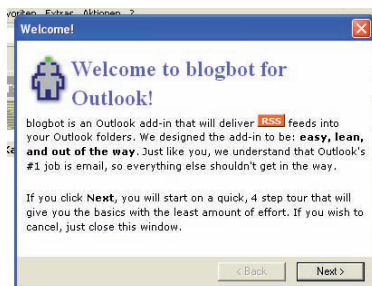 voriten Extras Aktionen ?
Welcome!
Welcome to blogbot for
Outlook!
blogbot is an Outlook add-in that will deliver RSS feeds into
your Outlook folders. We designed the add-in to be: easy, lean,
and out of the way. Just like you, we understand that Outlook's
#1 job is email, so everything else shouldn't get in the way.
If you click Next, you will start on a quick, 4 step tour that will
give you the basics with the least amount of effort. If you wish to
cancel, just close this window.
< Back
Next >